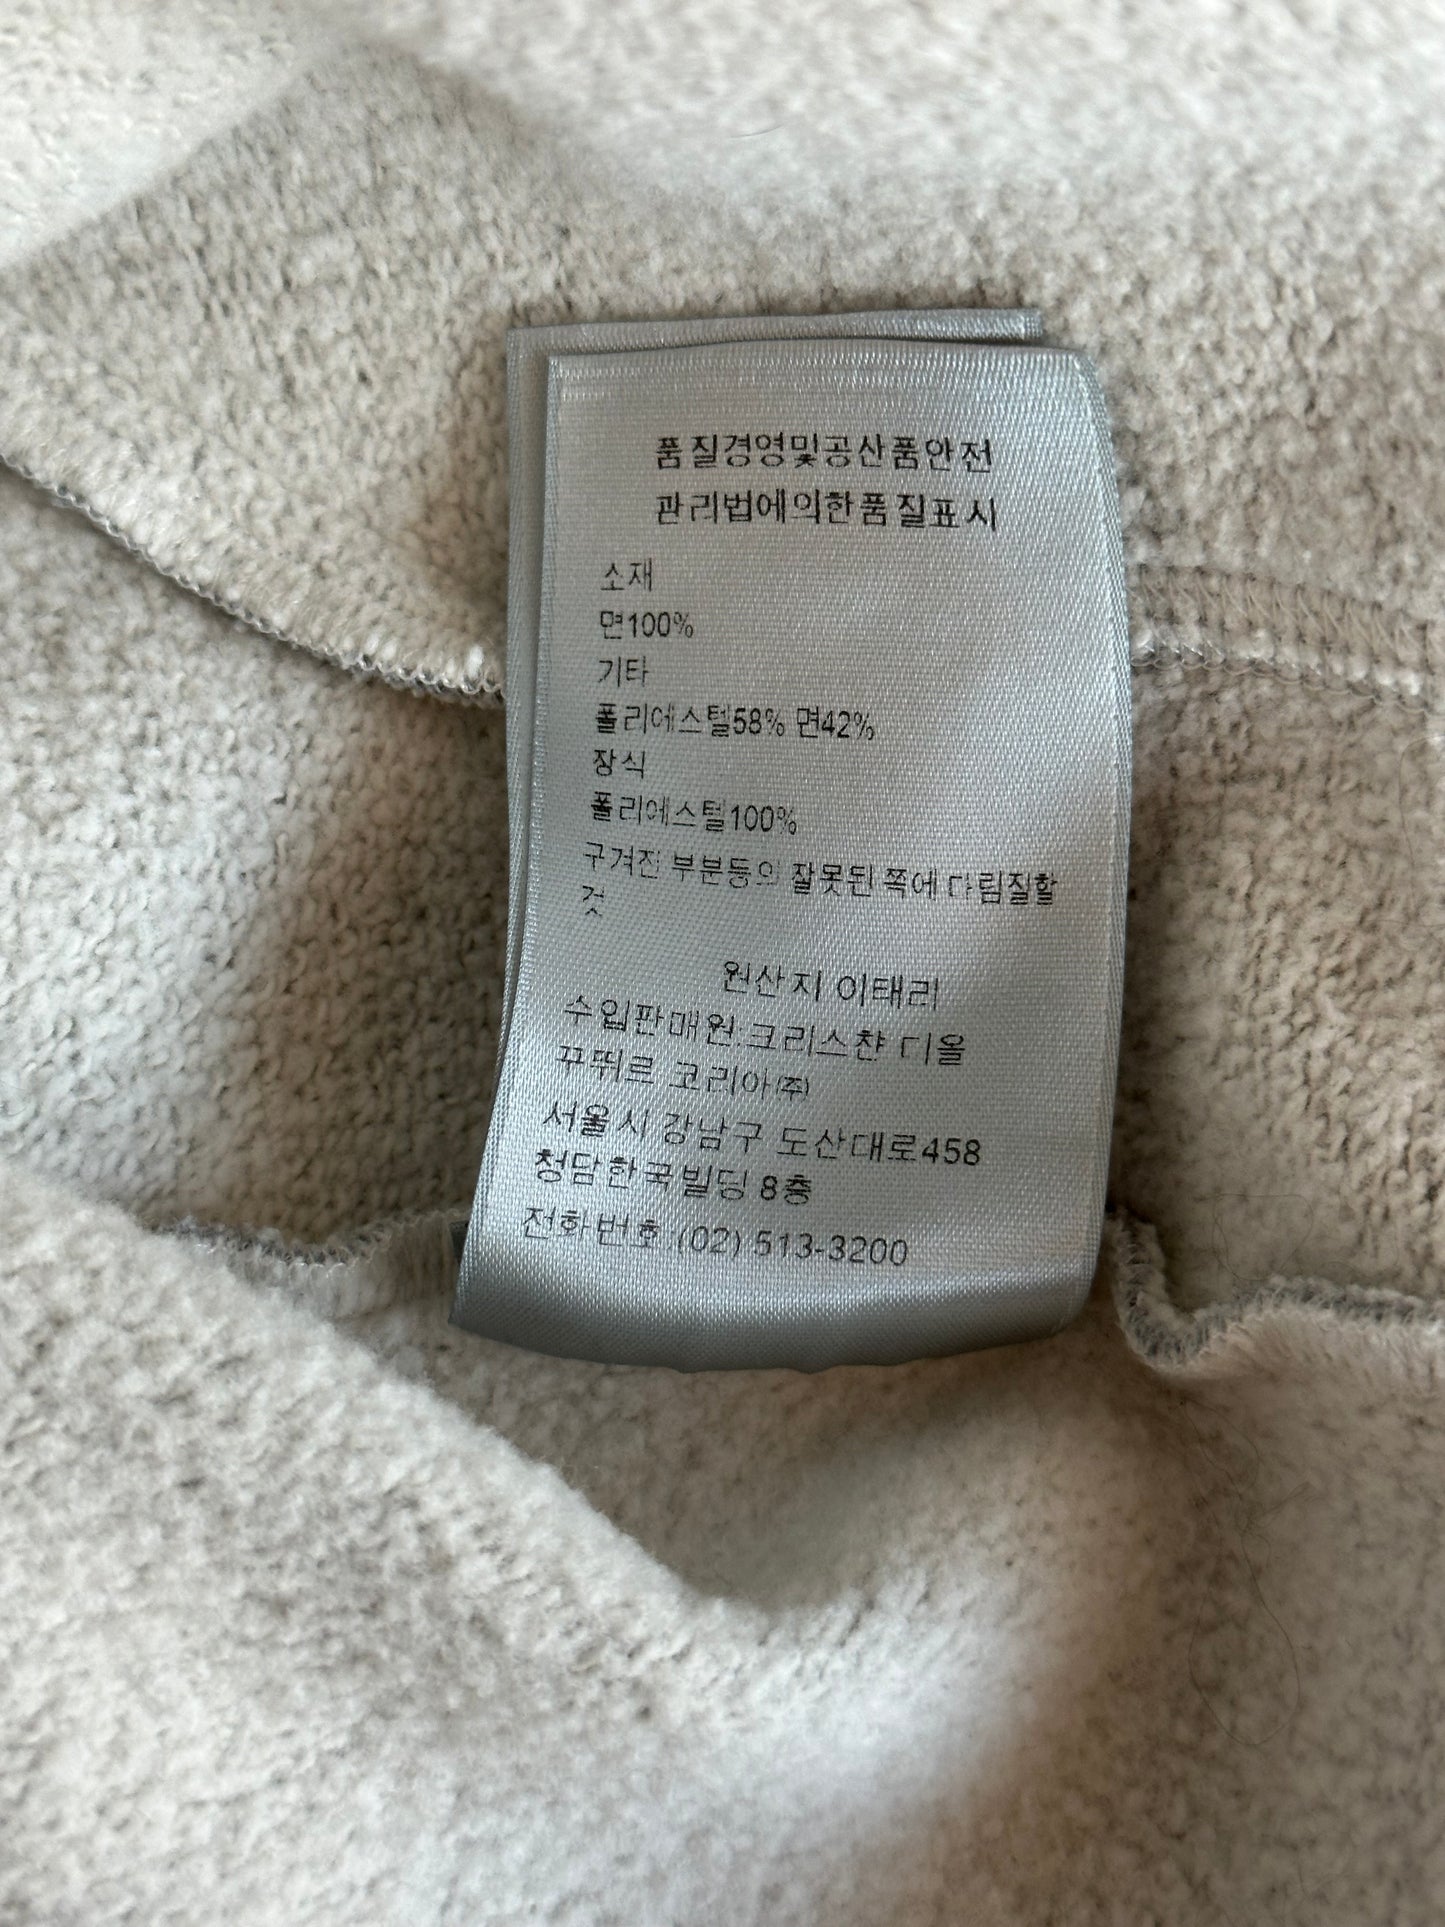 품질경영및공산품안전
관리법에의한품질표시
소재
면100%
기타
폴리에스텔58% 면42%
장식
폴리에스텔100%
구겨진 부분등의 잘못된 쪽에 다림질할
것
원산지 이태리
수입판매원:크리스챤 디올
꾸뛰르 코리아(주)
서울시 강남구 도산대로458
청담한국빌딩 8층
전화번호:(02) 513-3200